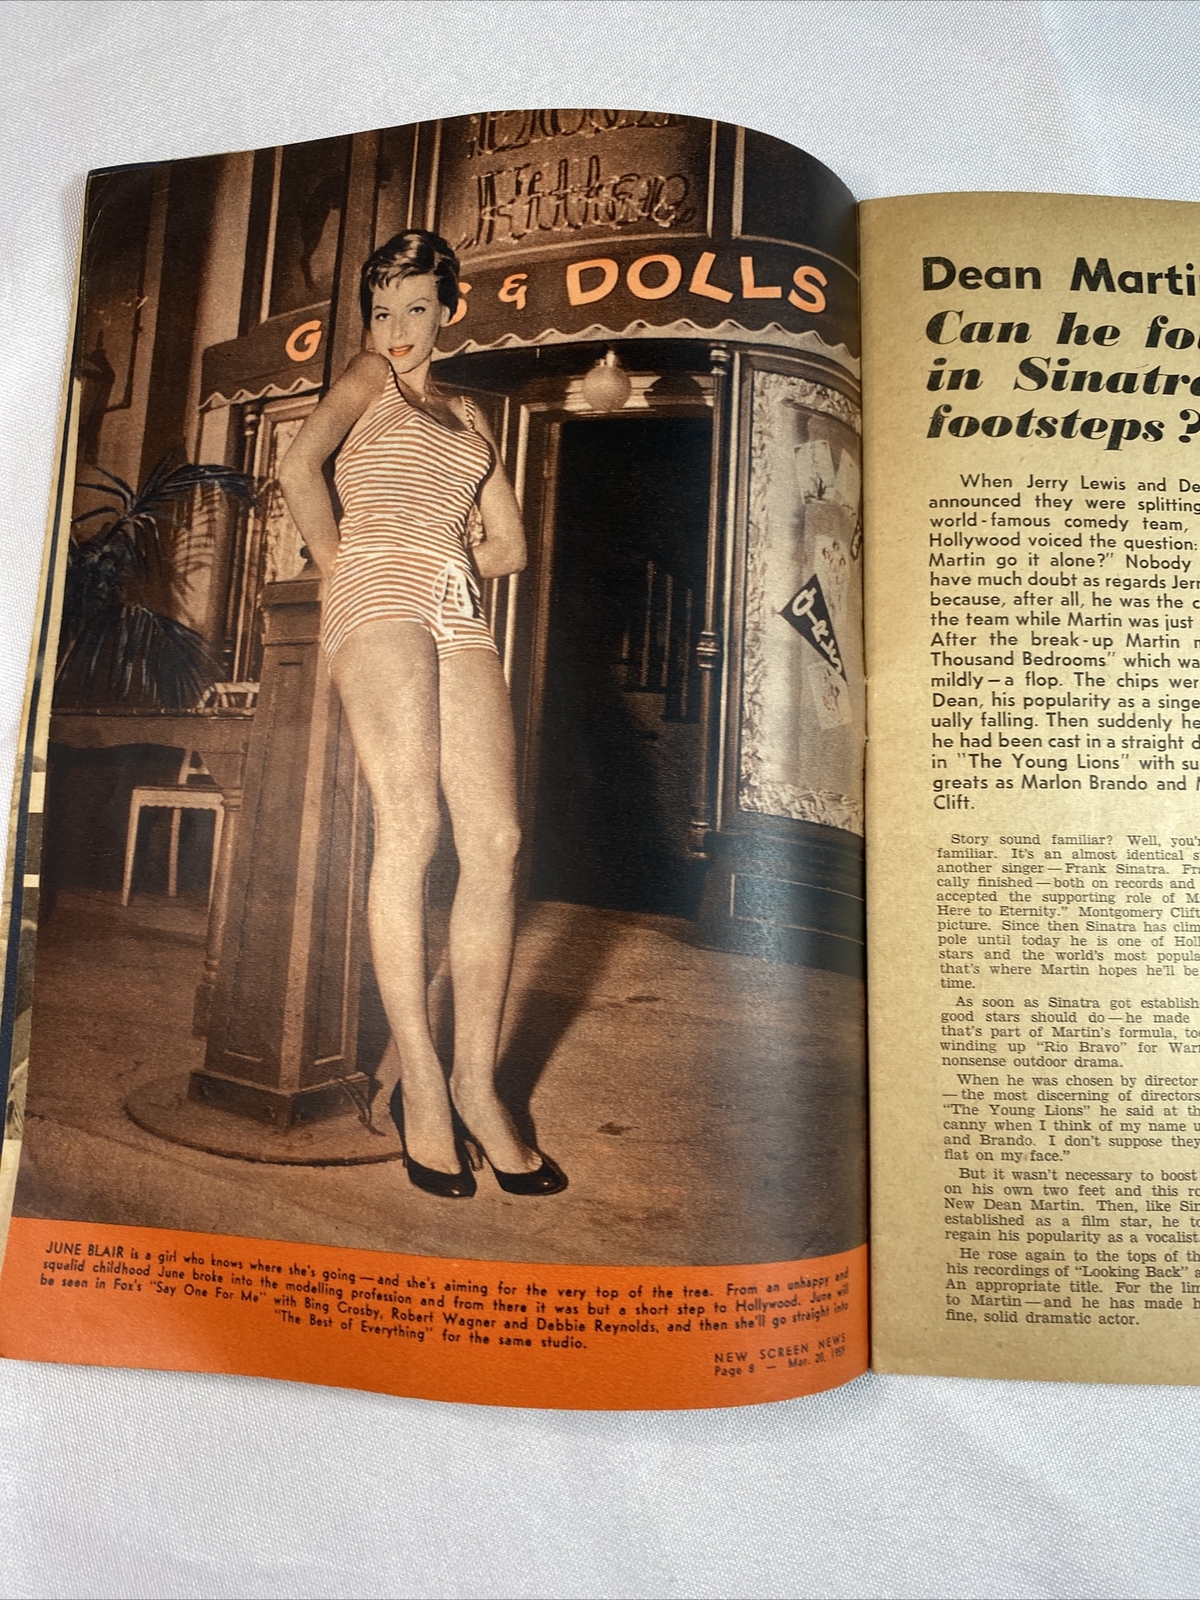 G S & DOLLS
JUNE BLAIR is a girl who knows where she's going — and she's aiming for the very top of the tree. From an unhappy and
squalid childhood June broke into the modelling profession and from there it was but a short step to Hollywood. June will
be seen in Fox's "Say One For Me" with Bing Crosby, Robert Wagner and Debbie Reynolds, and then she'll go straight into
"The Best of Everything" for the same studio.
NEW SCREEN NEWS
Page 8 — Mar. 20, 1959
Dean Marti
Can he fo
in Sinatr
footsteps?
When Jerry Lewis and De
announced they were splitting
world-famous comedy team,
Hollywood voiced the question:
Martin go it alone?" Nobody
have much doubt as regards Jerr
because, after all, he was the c
the team while Martin was just
After the break-up Martin
Thousand Bedrooms" which wa
mildly — a flop. The chips wer
Dean, his popularity as a singe
ually falling. Then suddenly he
he had been cast in a straight d
in "The Young Lions" with su
greats as Marlon Brando and
Clift.
Story sound familiar? Well, you'r
familiar. It's an almost identical s
another singer — Frank Sinatra. Fr
cally finished — both on records and
accepted the supporting role of M
Here to Eternity." Montgomery Clift
picture. Since then Sinatra has clim
pole until today he is one of Holl
stars and the world's most popula
that's where Martin hopes he'll be
time.
As soon as Sinatra got establish
good stars should do — he made
that's part of Martin's formula, too
winding up "Rio Bravo" for War
nonsense outdoor drama.
When he was chosen by director
— the most discerning of directors
"The Young Lions" he said at th
canny when I think of my name u
and Brando. I don't suppose they
flat on my face."
But it wasn't necessary to boost
on his own two feet and this ro
New Dean Martin. Then, like Sin
established as a film star, he to
regain his popularity as a vocalist
He rose again to the tops of th
his recordings of "Looking Back" a
An appropriate title. For the lim
to Martin — and he has made
fine, solid dramatic actor.